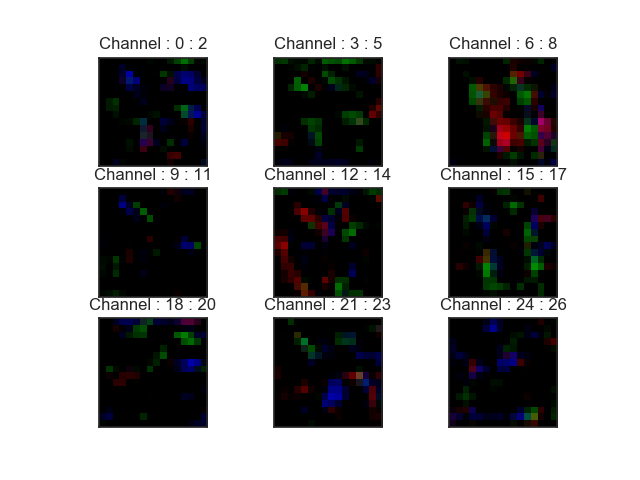 Channel : 0 : 2
Channel : 3 : 5
Channel : 6 : 8
Channel : 9 : 11
Channel : 12 : 14
Channel : 15 : 17
Channel : 18 : 20
Channel : 21 : 23
Channel : 24 : 26